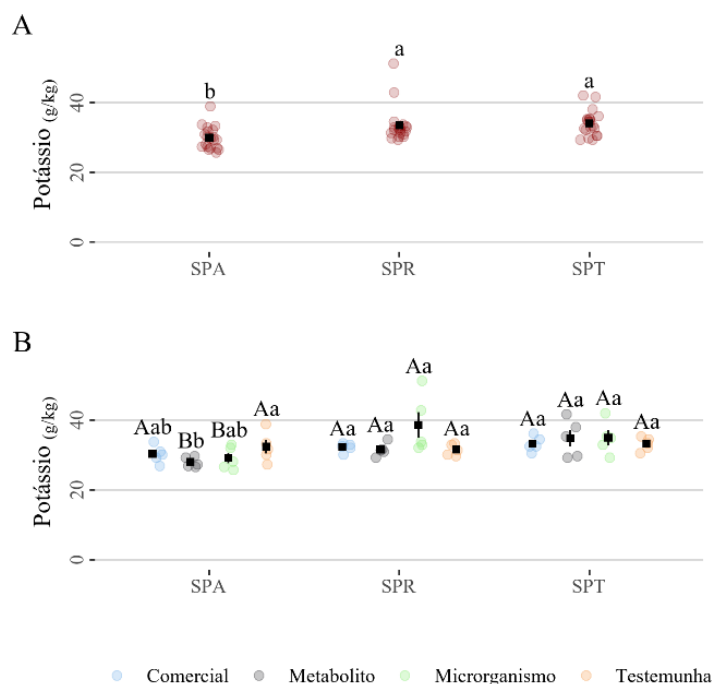 A
Potássio (g/kg)
40
20
0
b
a
a
SPA
SPR
SPT
B
Potássio (g/kg)
40
20
0
Aab
Bb
Bab
Aa
Aa
Aa
Aa
Aa
Aa
Aa
Aa
Aa
SPA
SPR
SPT
Comercial
Metabolito
Microrganismo
Testemunha